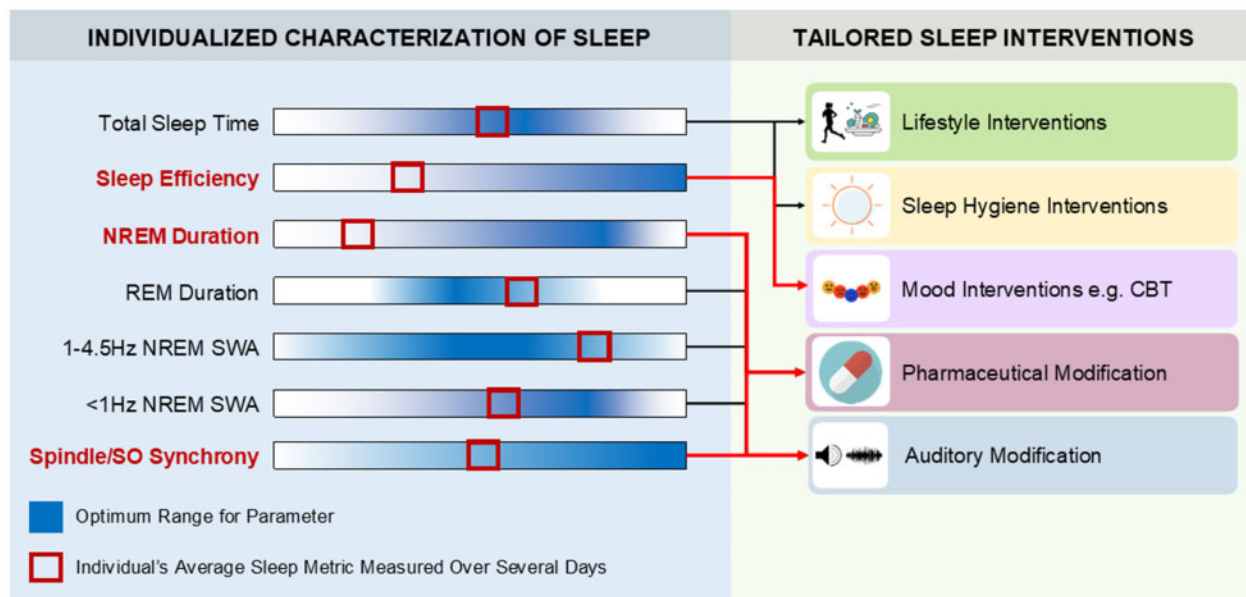 INDIVIDUALIZED CHARACTERIZATION OF SLEEP
TAILORED SLEEP INTERVENTIONS
Total Sleep Time
Sleep Efficiency
NREM Duration
REM Duration
1-4.5Hz NREM SWA
<1Hz NREM SWA
Spindle/SO Synchrony
Optimum Range for Parameter
Individual's Average Sleep Metric Measured Over Several Days
Lifestyle Interventions
Sleep Hygiene Interventions
Mood Interventions e.g. CBT
Pharmaceutical Modification
Auditory Modification